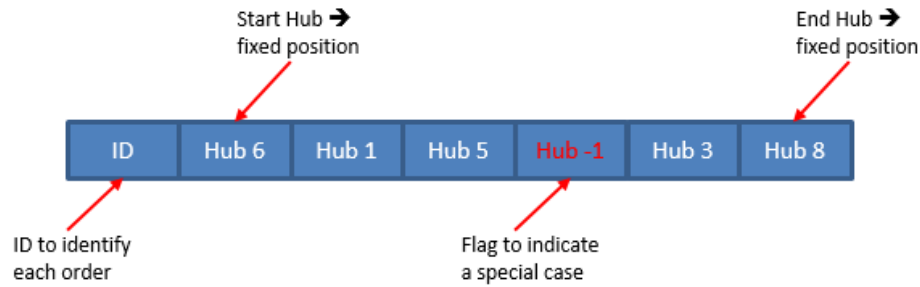 Start Hub ➔
fixed position
End Hub ➔
fixed position
ID Hub 6 Hub 1 Hub 5 Hub -1 Hub 3 Hub 8
ID to identify
each order
Flag to indicate
a special case